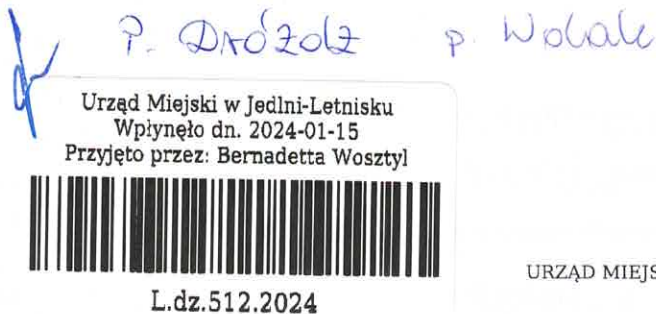 P. Dróżdż p. Wolak
Urząd Miejski w Jedlni-Letnisku
Wpłynęło dn. 2024-01-15
Przyjęto przez: Bernadetta Wosztyl
URZĄD MIEJS
L.dz.512.2024